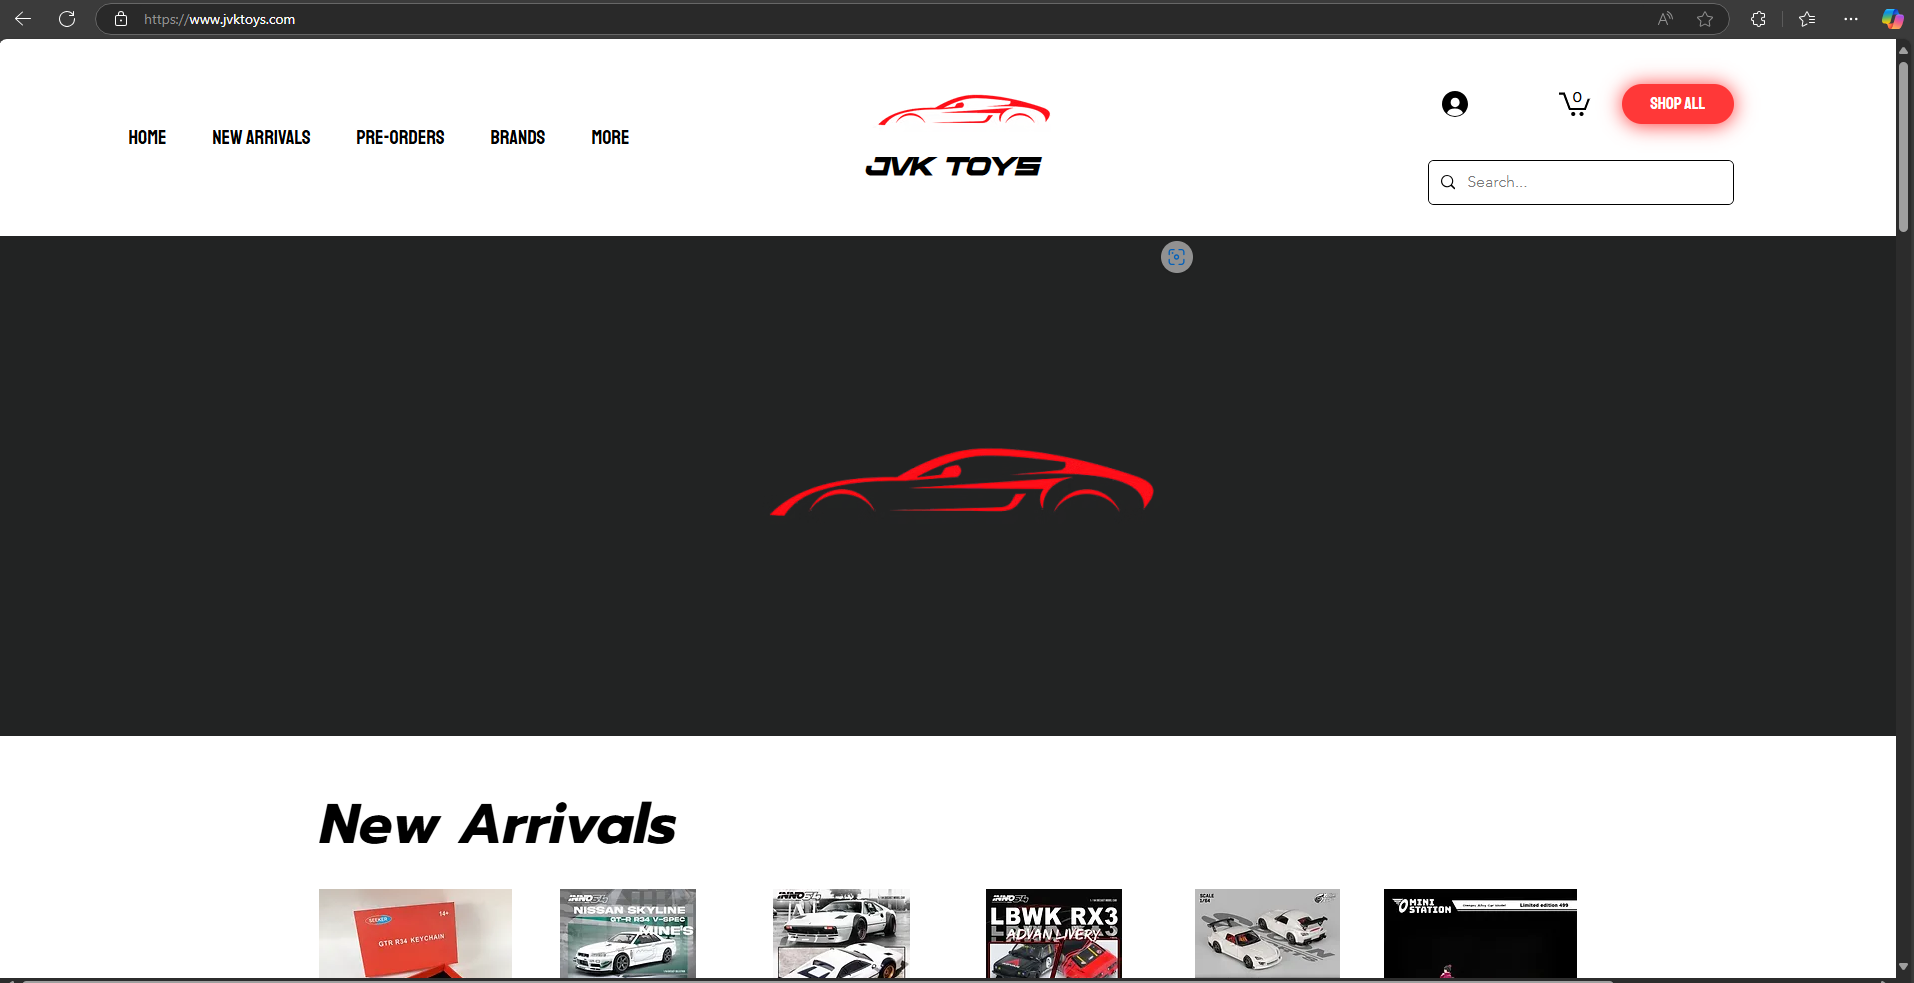 https://www.jvktoys.com
HOME
NEW ARRIVALS
PRE-ORDERS
BRANDS
MORE
JVK TOYS
0
SHOP ALL
Search...
New Arrivals
SEEKER
14+
GTR R34 KEYCHAIN
INNO64
NISSAN SKYLINE
GT-R R34 V-SPEC
MINE'S
INNO64
INNO64
LBWK RX3
ADVAN LIVERY
SCALE
1/64
MINI
STATION
Limited edition 499